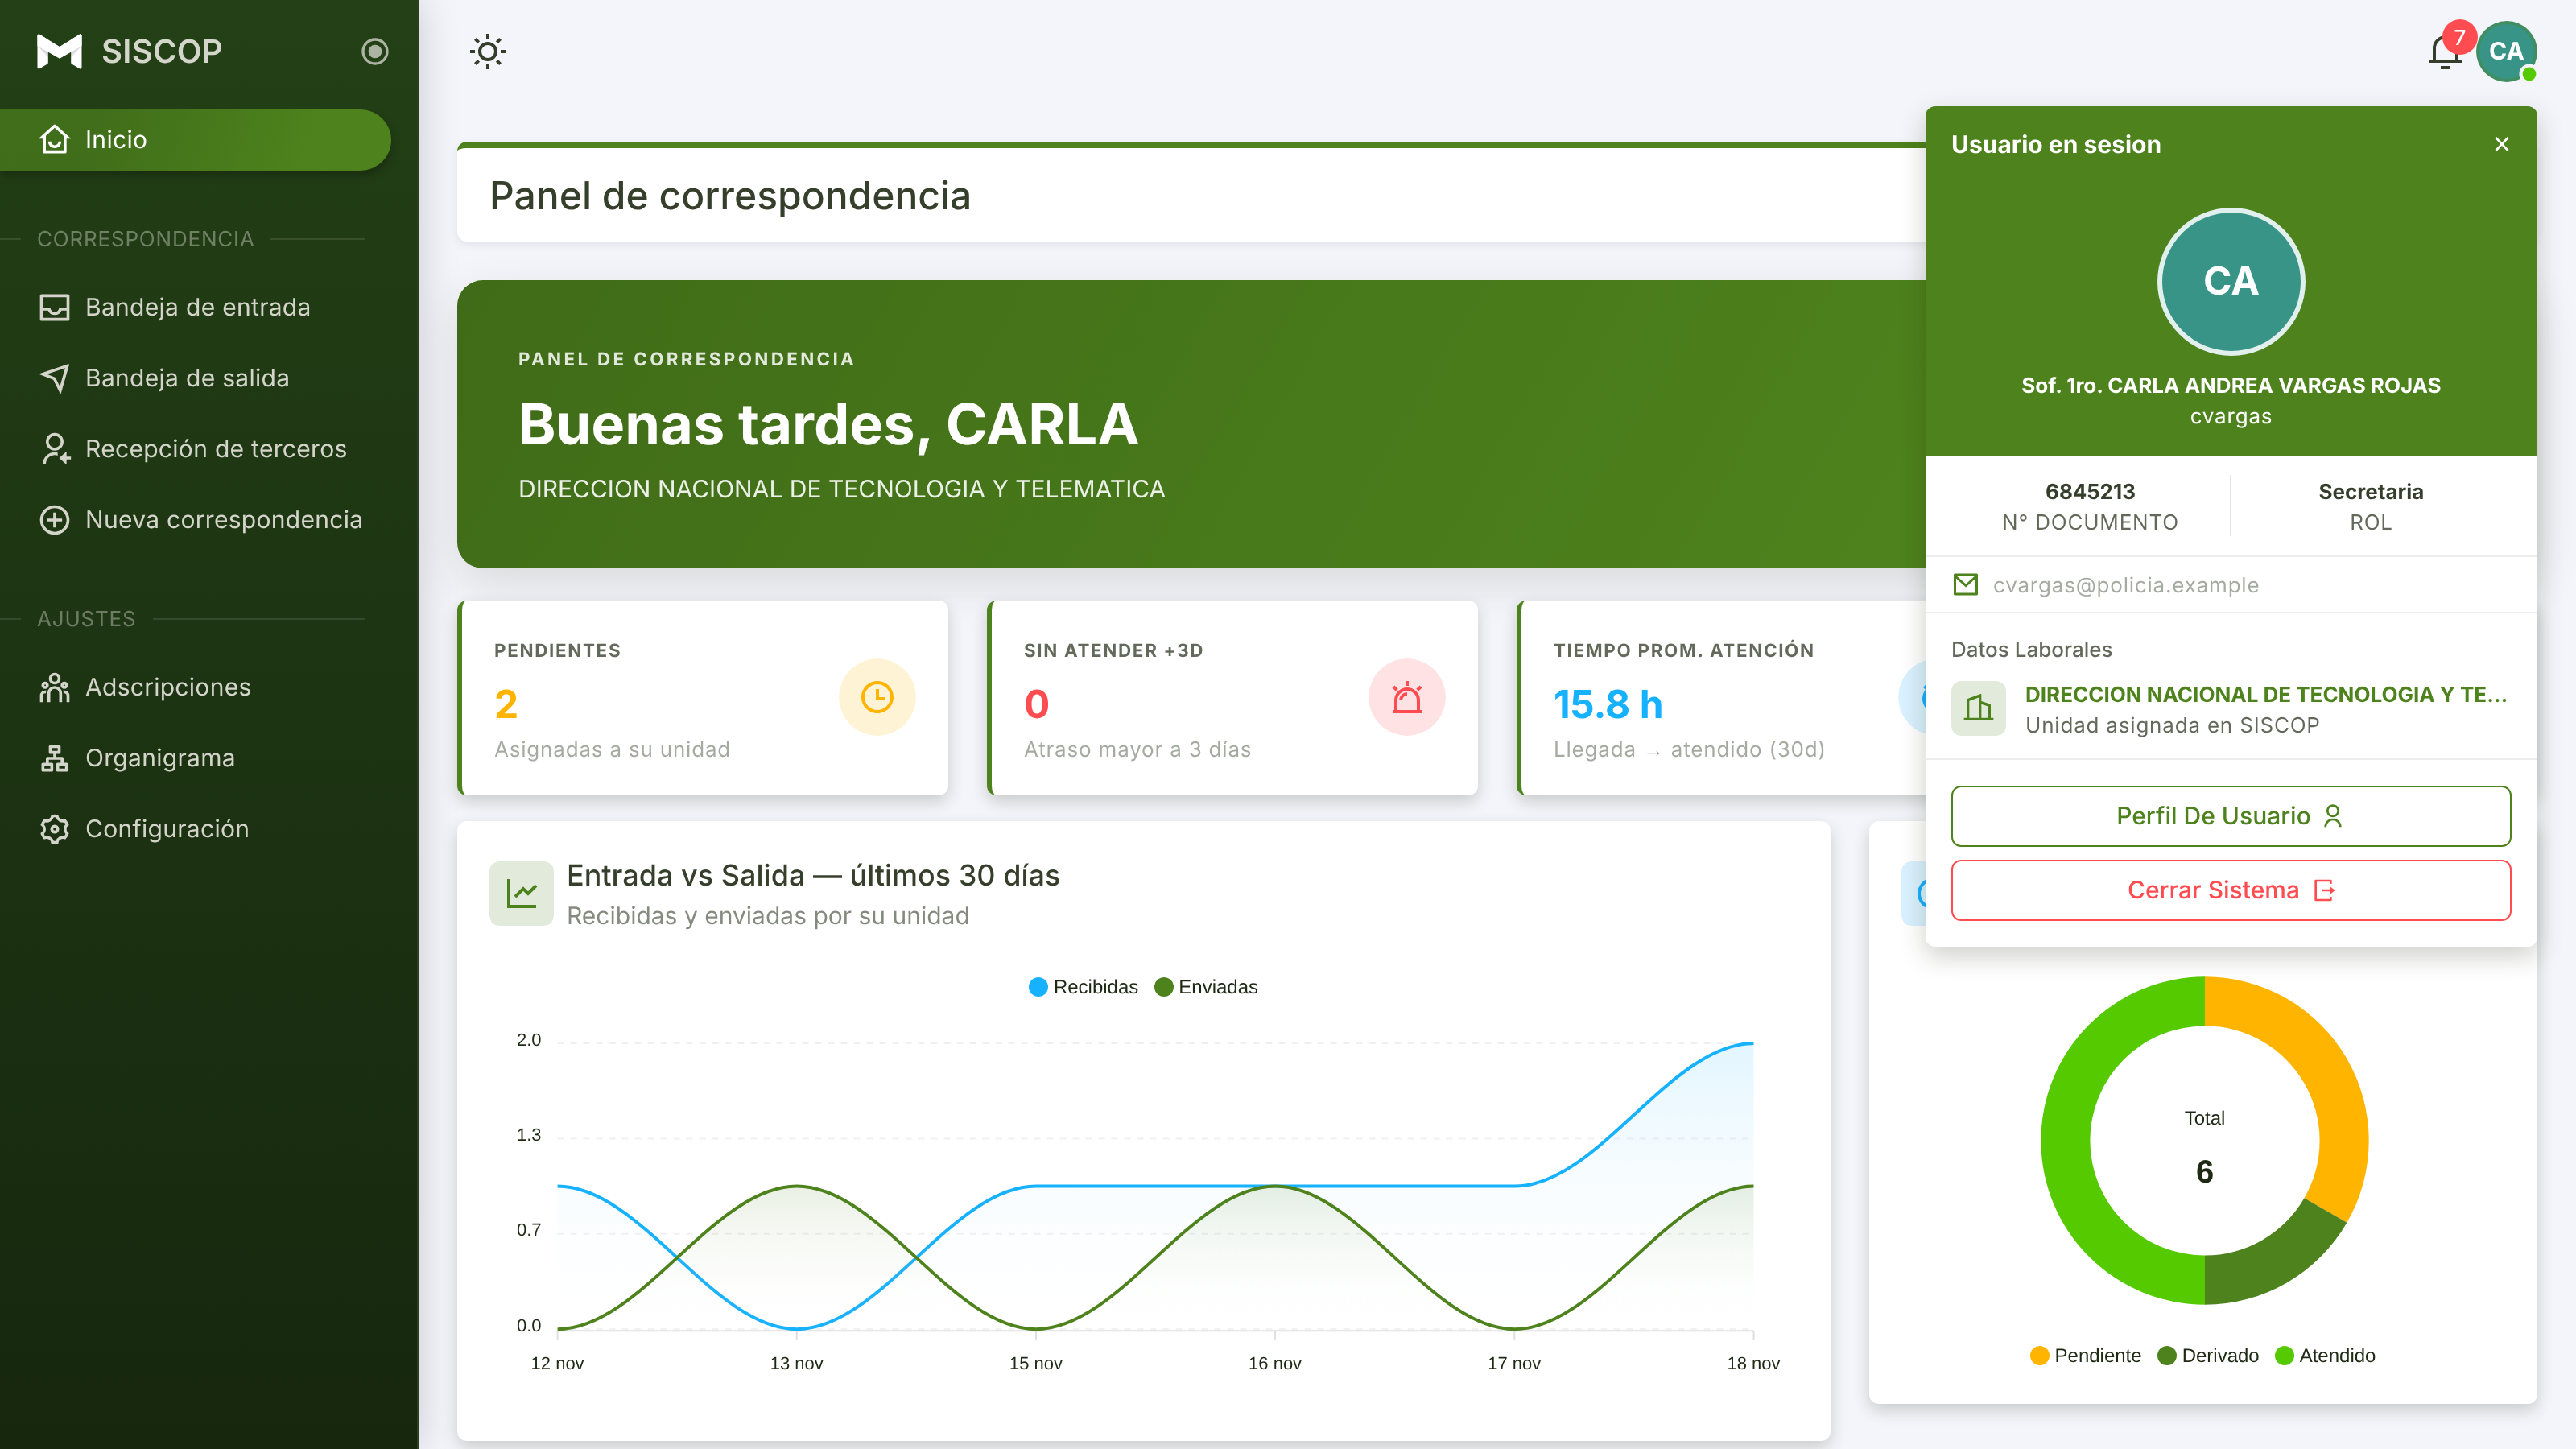 SISCOP
Inicio
CORRESPONDENCIA
Bandeja de entrada
Bandeja de salida
Recepción de terceros
Nueva correspondencia
AJUSTES
Adscripciones
Organigrama
Configuración
7
CA
Panel de correspondencia
PANEL DE CORRESPONDENCIA
Buenas tardes, CARLA
DIRECCION NACIONAL DE TECNOLOGIA Y TELEMATICA
PENDIENTES
2
Asignadas a su unidad
SIN ATENDER +3D
0
Atraso mayor a 3 días
TIEMPO PROM. ATENCIÓN
15.8 h
Llegada → atendido (30d)
Entrada vs Salida — últimos 30 días
Recibidas y enviadas por su unidad
Recibidas Enviadas
2.0
1.3
0.7
0.0
12 nov 13 nov 15 nov 16 nov 17 nov 18 nov
Usuario en sesion
CA
Sof. 1ro. CARLA ANDREA VARGAS ROJAS
cvargas
6845213
N° DOCUMENTO
Secretaria
ROL
cvargas@policia.example
Datos Laborales
DIRECCION NACIONAL DE TECNOLOGIA Y TE...
Unidad asignada en SISCOP
Perfil De Usuario
Cerrar Sistema
Total
6
Pendiente Derivado Atendido